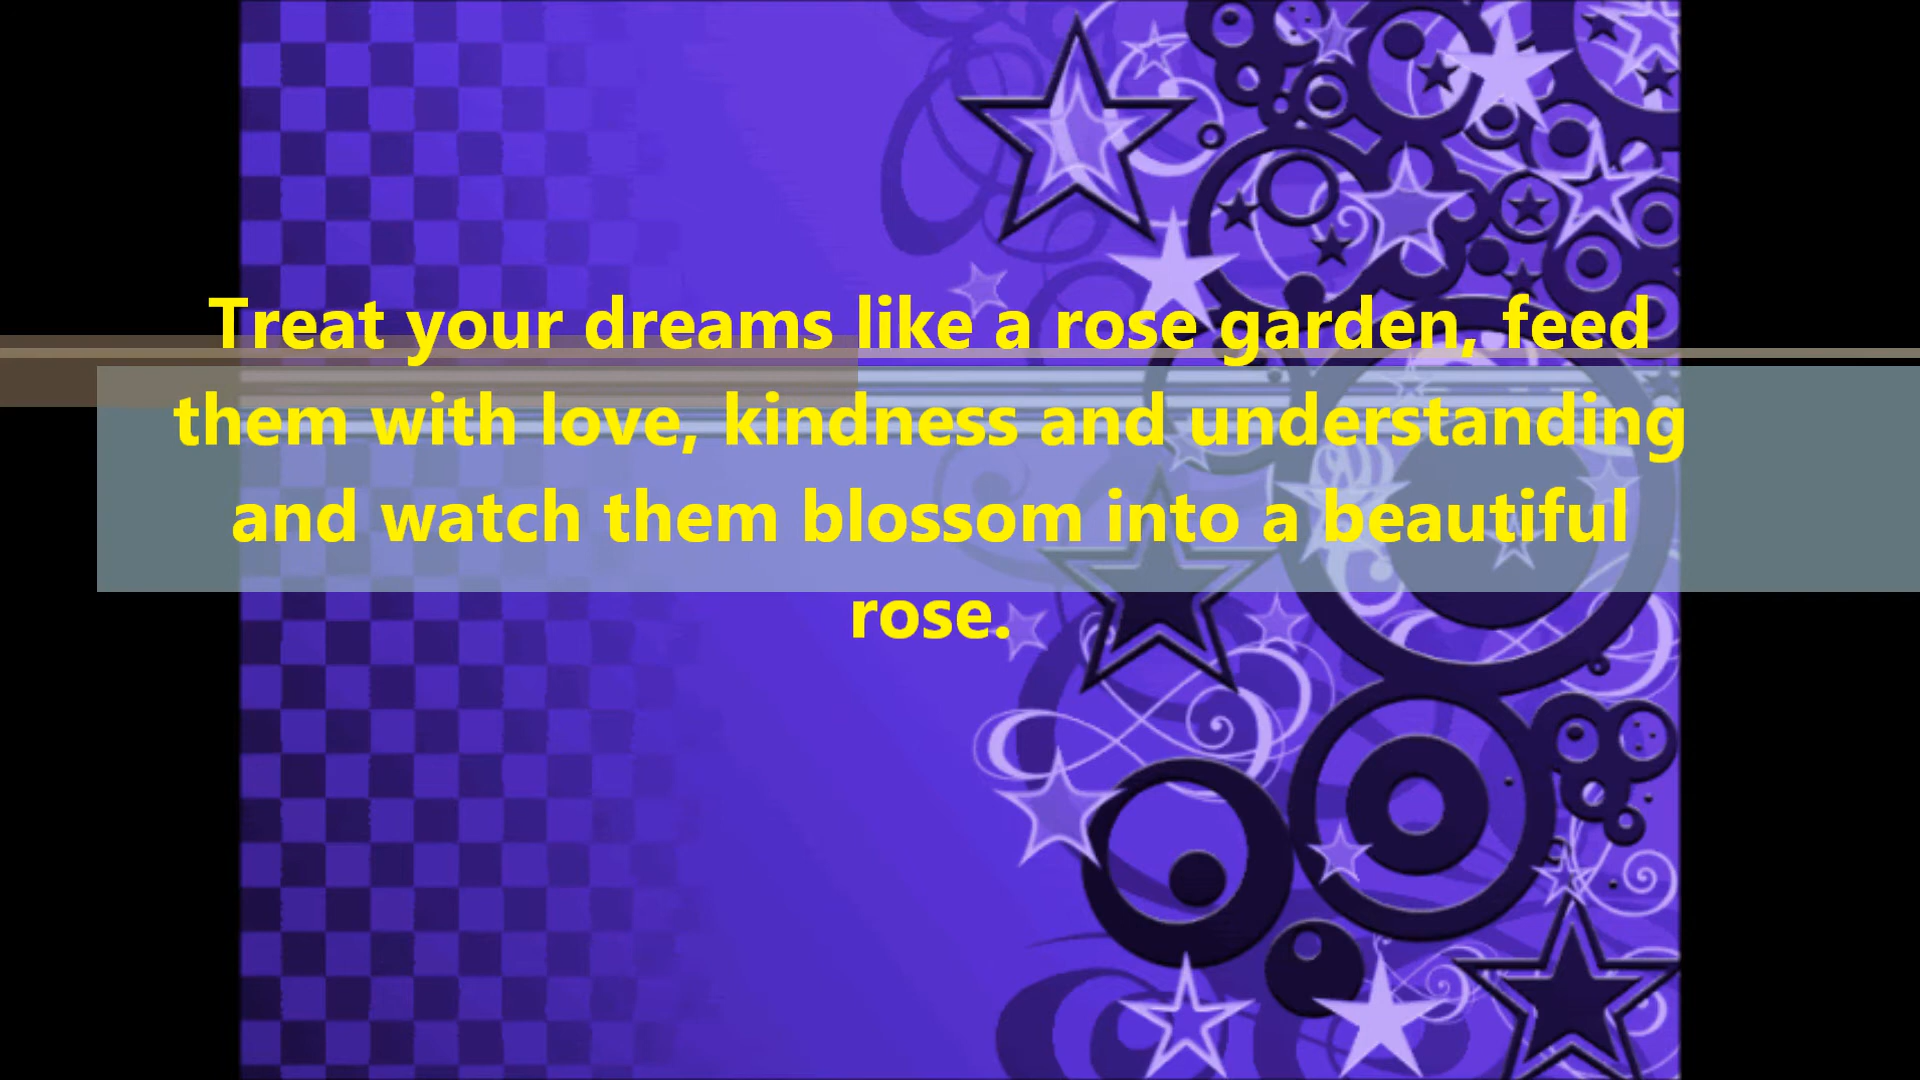 Treat your dreams like a rose garden, feed
them with love, kindness and understanding
and watch them blossom into a beautiful
rose.